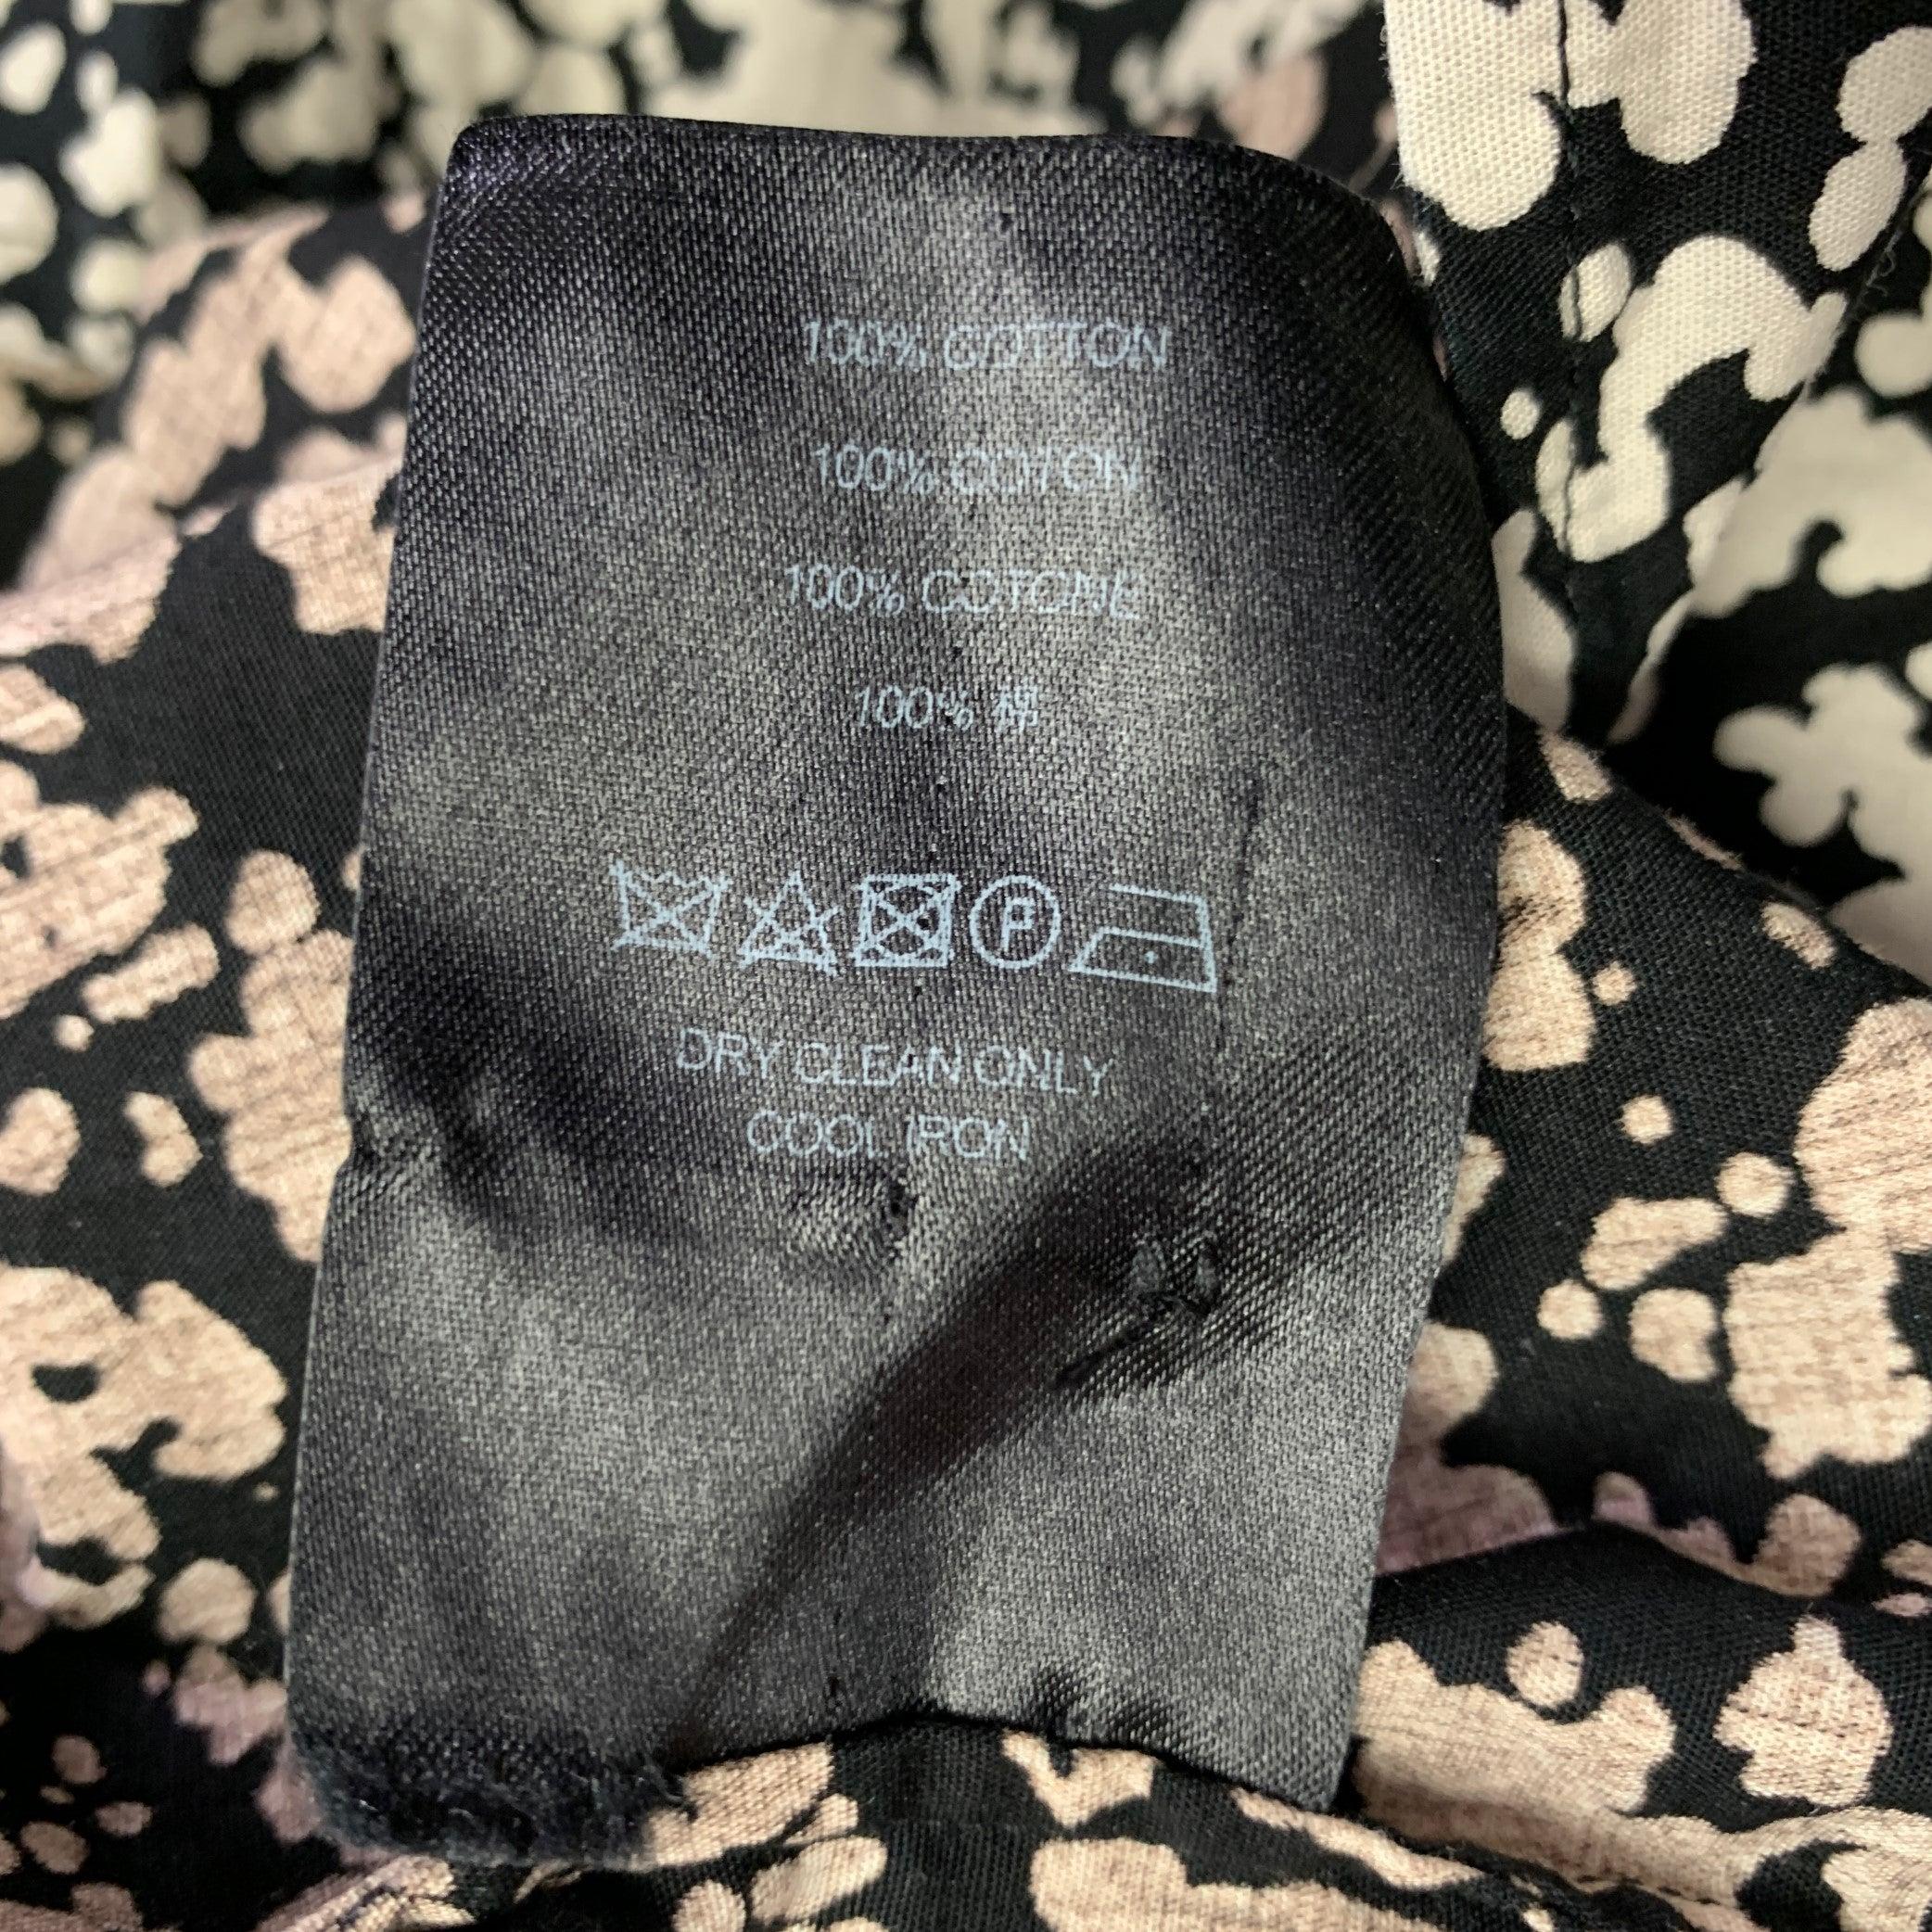 100% COTTON
100% COTON
100% COTONE
100% 棉
P
DRY CLEAN ONLY
COOL IRON